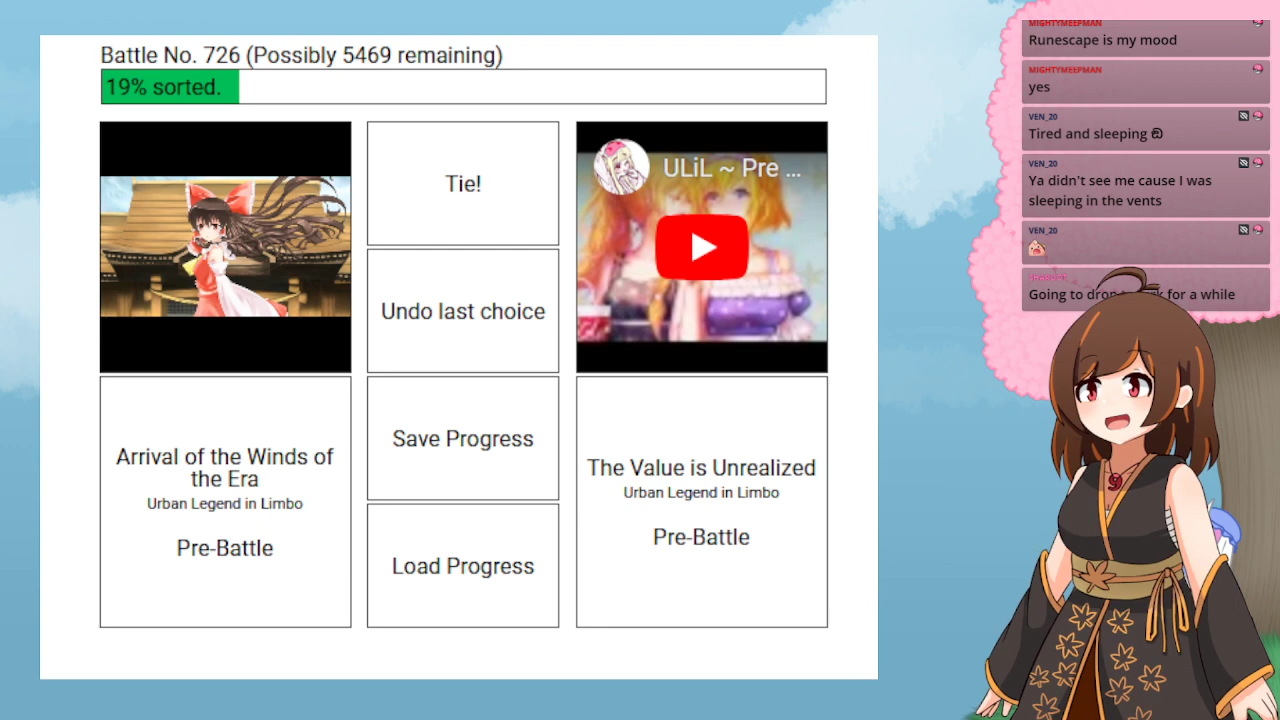 Battle No. 726 (Possibly 5469 remaining)
19% sorted.
Tie!
Undo last choice
Save Progress
Load Progress
Arrival of the Winds of
the Era
Urban Legend in Limbo
Pre-Battle
ULiL ~ Pre ...
The Value is Unrealized
Urban Legend in Limbo
Pre-Battle
MIGHTYMEEPMAN
Runescape is my mood
MIGHTYMEEPMAN
yes
VEN_20
Tired and sleeping
VEN_20
Ya didn't see me cause I was
sleeping in the vents
VEN_20
Going to drop for a while